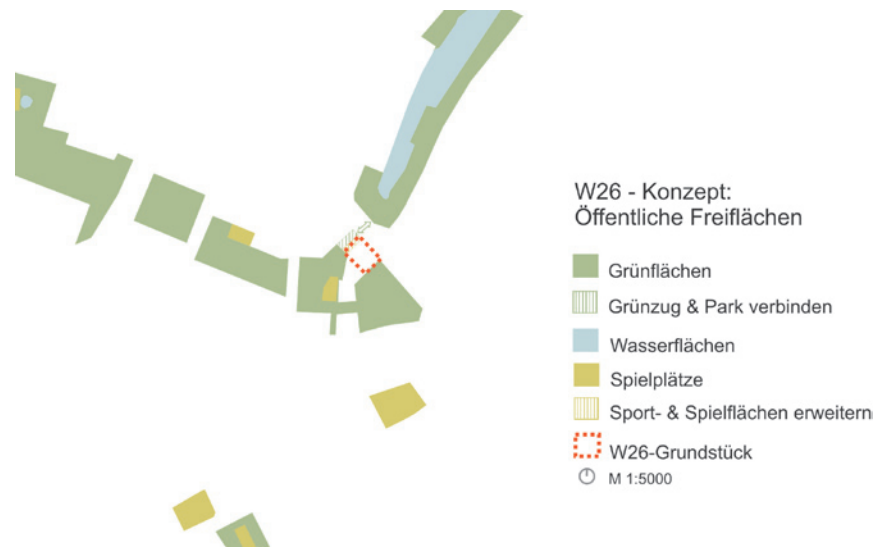 W26 - Konzept:
Öffentliche Freiflächen
Grünflächen
Grünzug & Park verbinden
Wasserflächen
Spielplätze
Sport- & Spielflächen erweitern
W26-Grundstück
M 1:5000